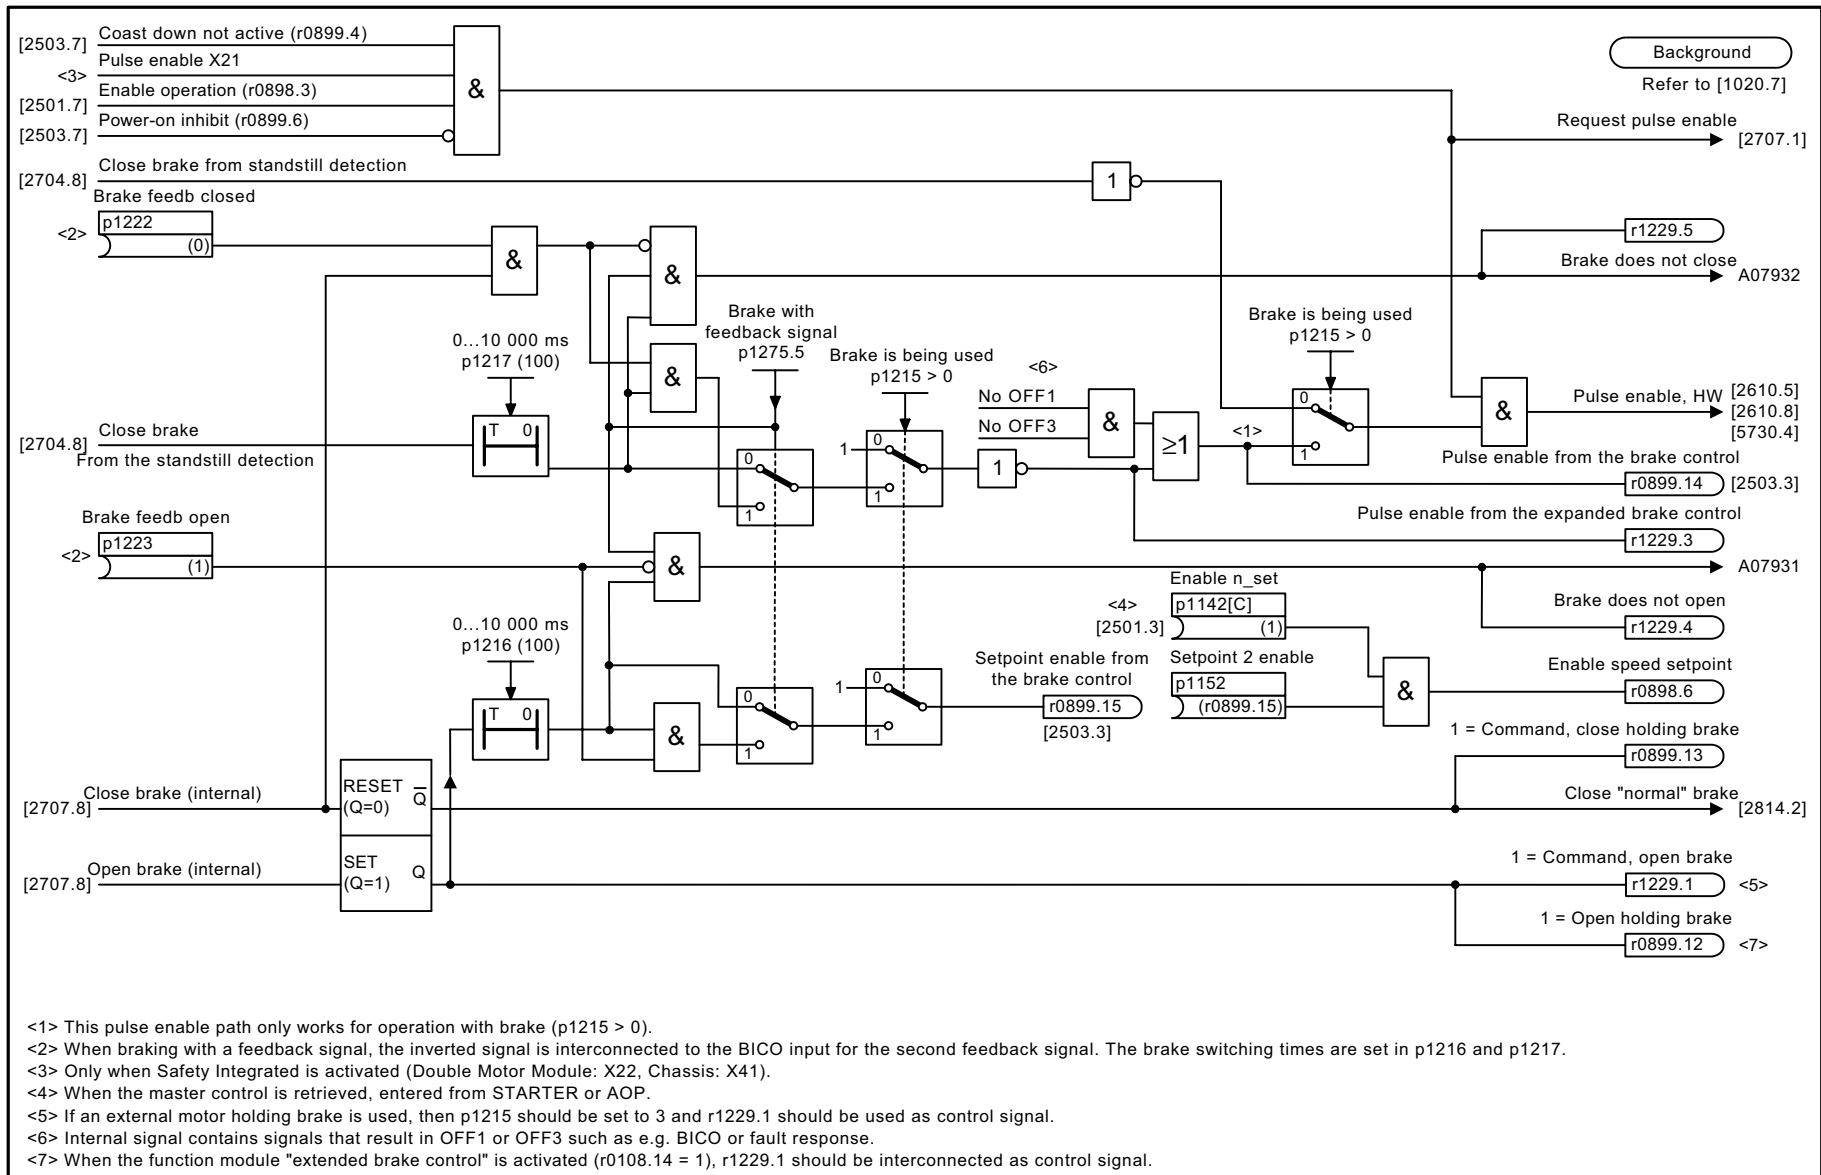 [2503.7] Coast down not active (r0899.4)
<3> Pulse enable X21
[2501.7] Enable operation (r0898.3)
[2503.7] Power-on inhibit (r0899.6)
&
Background
Refer to [1020.7]
Request pulse enable
[2707.1]
[2704.8] Close brake from standstill detection
1
Brake feedb closed
<2> p1222
(0)
&
&
r1229.5
Brake does not close
A07932
0...10 000 ms
p1217 (100)
T 0
&
Brake with
feedback signal
p1275.5
0
1
Brake is being used
p1215 > 0
1
0
1
1
<6>
No OFF1
No OFF3
&
≥1
<1>
Brake is being used
p1215 > 0
0
1
&
Pulse enable, HW
[2610.5]
[2610.8]
[5730.4]
[2704.8] Close brake
From the standstill detection
Pulse enable from the brake control
r0899.14 [2503.3]
Pulse enable from the expanded brake control
r1229.3
Brake feedb open
<2> p1223
(1)
&
A07931
Brake does not open
r1229.4
0...10 000 ms
p1216 (100)
T 0
&
0
1
1
0
1
Setpoint enable from
the brake control
r0899.15
[2503.3]
Enable n_set
<4>
[2501.3]
p1142[C]
(1)
Setpoint 2 enable
p1152
(r0899.15)
&
Enable speed setpoint
r0898.6
1 = Command, close holding brake
r0899.13
[2707.8] Close brake (internal)
RESET
(Q=0)
Q̅
Close "normal" brake
[2814.2]
[2707.8] Open brake (internal)
SET
(Q=1)
Q
1 = Command, open brake
r1229.1 <5>
1 = Open holding brake
r0899.12 <7>
<1> This pulse enable path only works for operation with brake (p1215 > 0).
<2> When braking with a feedback signal, the inverted signal is interconnected to the BICO input for the second feedback signal. The brake switching times are set in p1216 and p1217.
<3> Only when Safety Integrated is activated (Double Motor Module: X22, Chassis: X41).
<4> When the master control is retrieved, entered from STARTER or AOP.
<5> If an external motor holding brake is used, then p1215 should be set to 3 and r1229.1 should be used as control signal.
<6> Internal signal contains signals that result in OFF1 or OFF3 such as e.g. BICO or fault response.
<7> When the function module "extended brake control" is activated (r0108.14 = 1), r1229.1 should be interconnected as control signal.